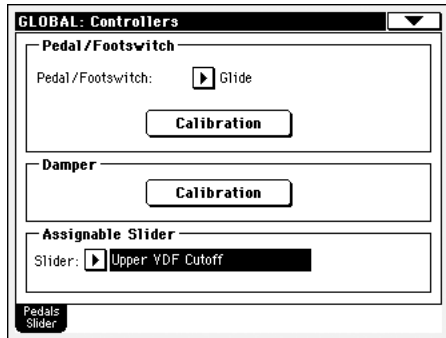 GLOBAL: Controllers
Pedal/Footswitch
Pedal/Footswitch: Glide
Calibration
Damper
Calibration
Assignable Slider
Slider: Upper VDF Cutoff
Pedals
Slider